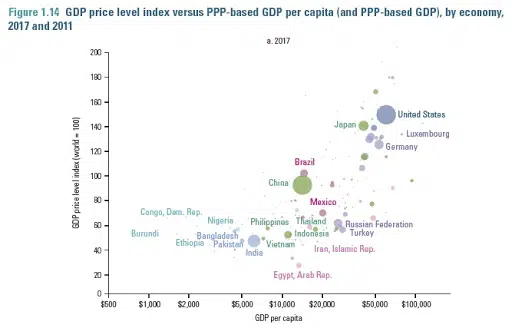 Figure 1.14 GDP price level index versus PPP-based GDP per capita (and PPP-based GDP), by economy,
2017 and 2011
a. 2017
GDP price level index (world = 100)
200
180
160
140
120
100
80
60
40
20
0
United States
Japan
Luxembourg
Germany
Brazil
China
Mexico
Congo, Dam. Rep.
Nigeria
Philippines
Thailand
Russian Federation
Burundi
Bangladesh
Indonesia
Turkey
Ethiopia
Pakistan
Vietnam
Iran, Islamic Rep.
India
Egypt, Arab Rep.
$500 $1,000 $2,000 $5,000 $10,000 $20,000 $50,000 $100,000
GDP per capita